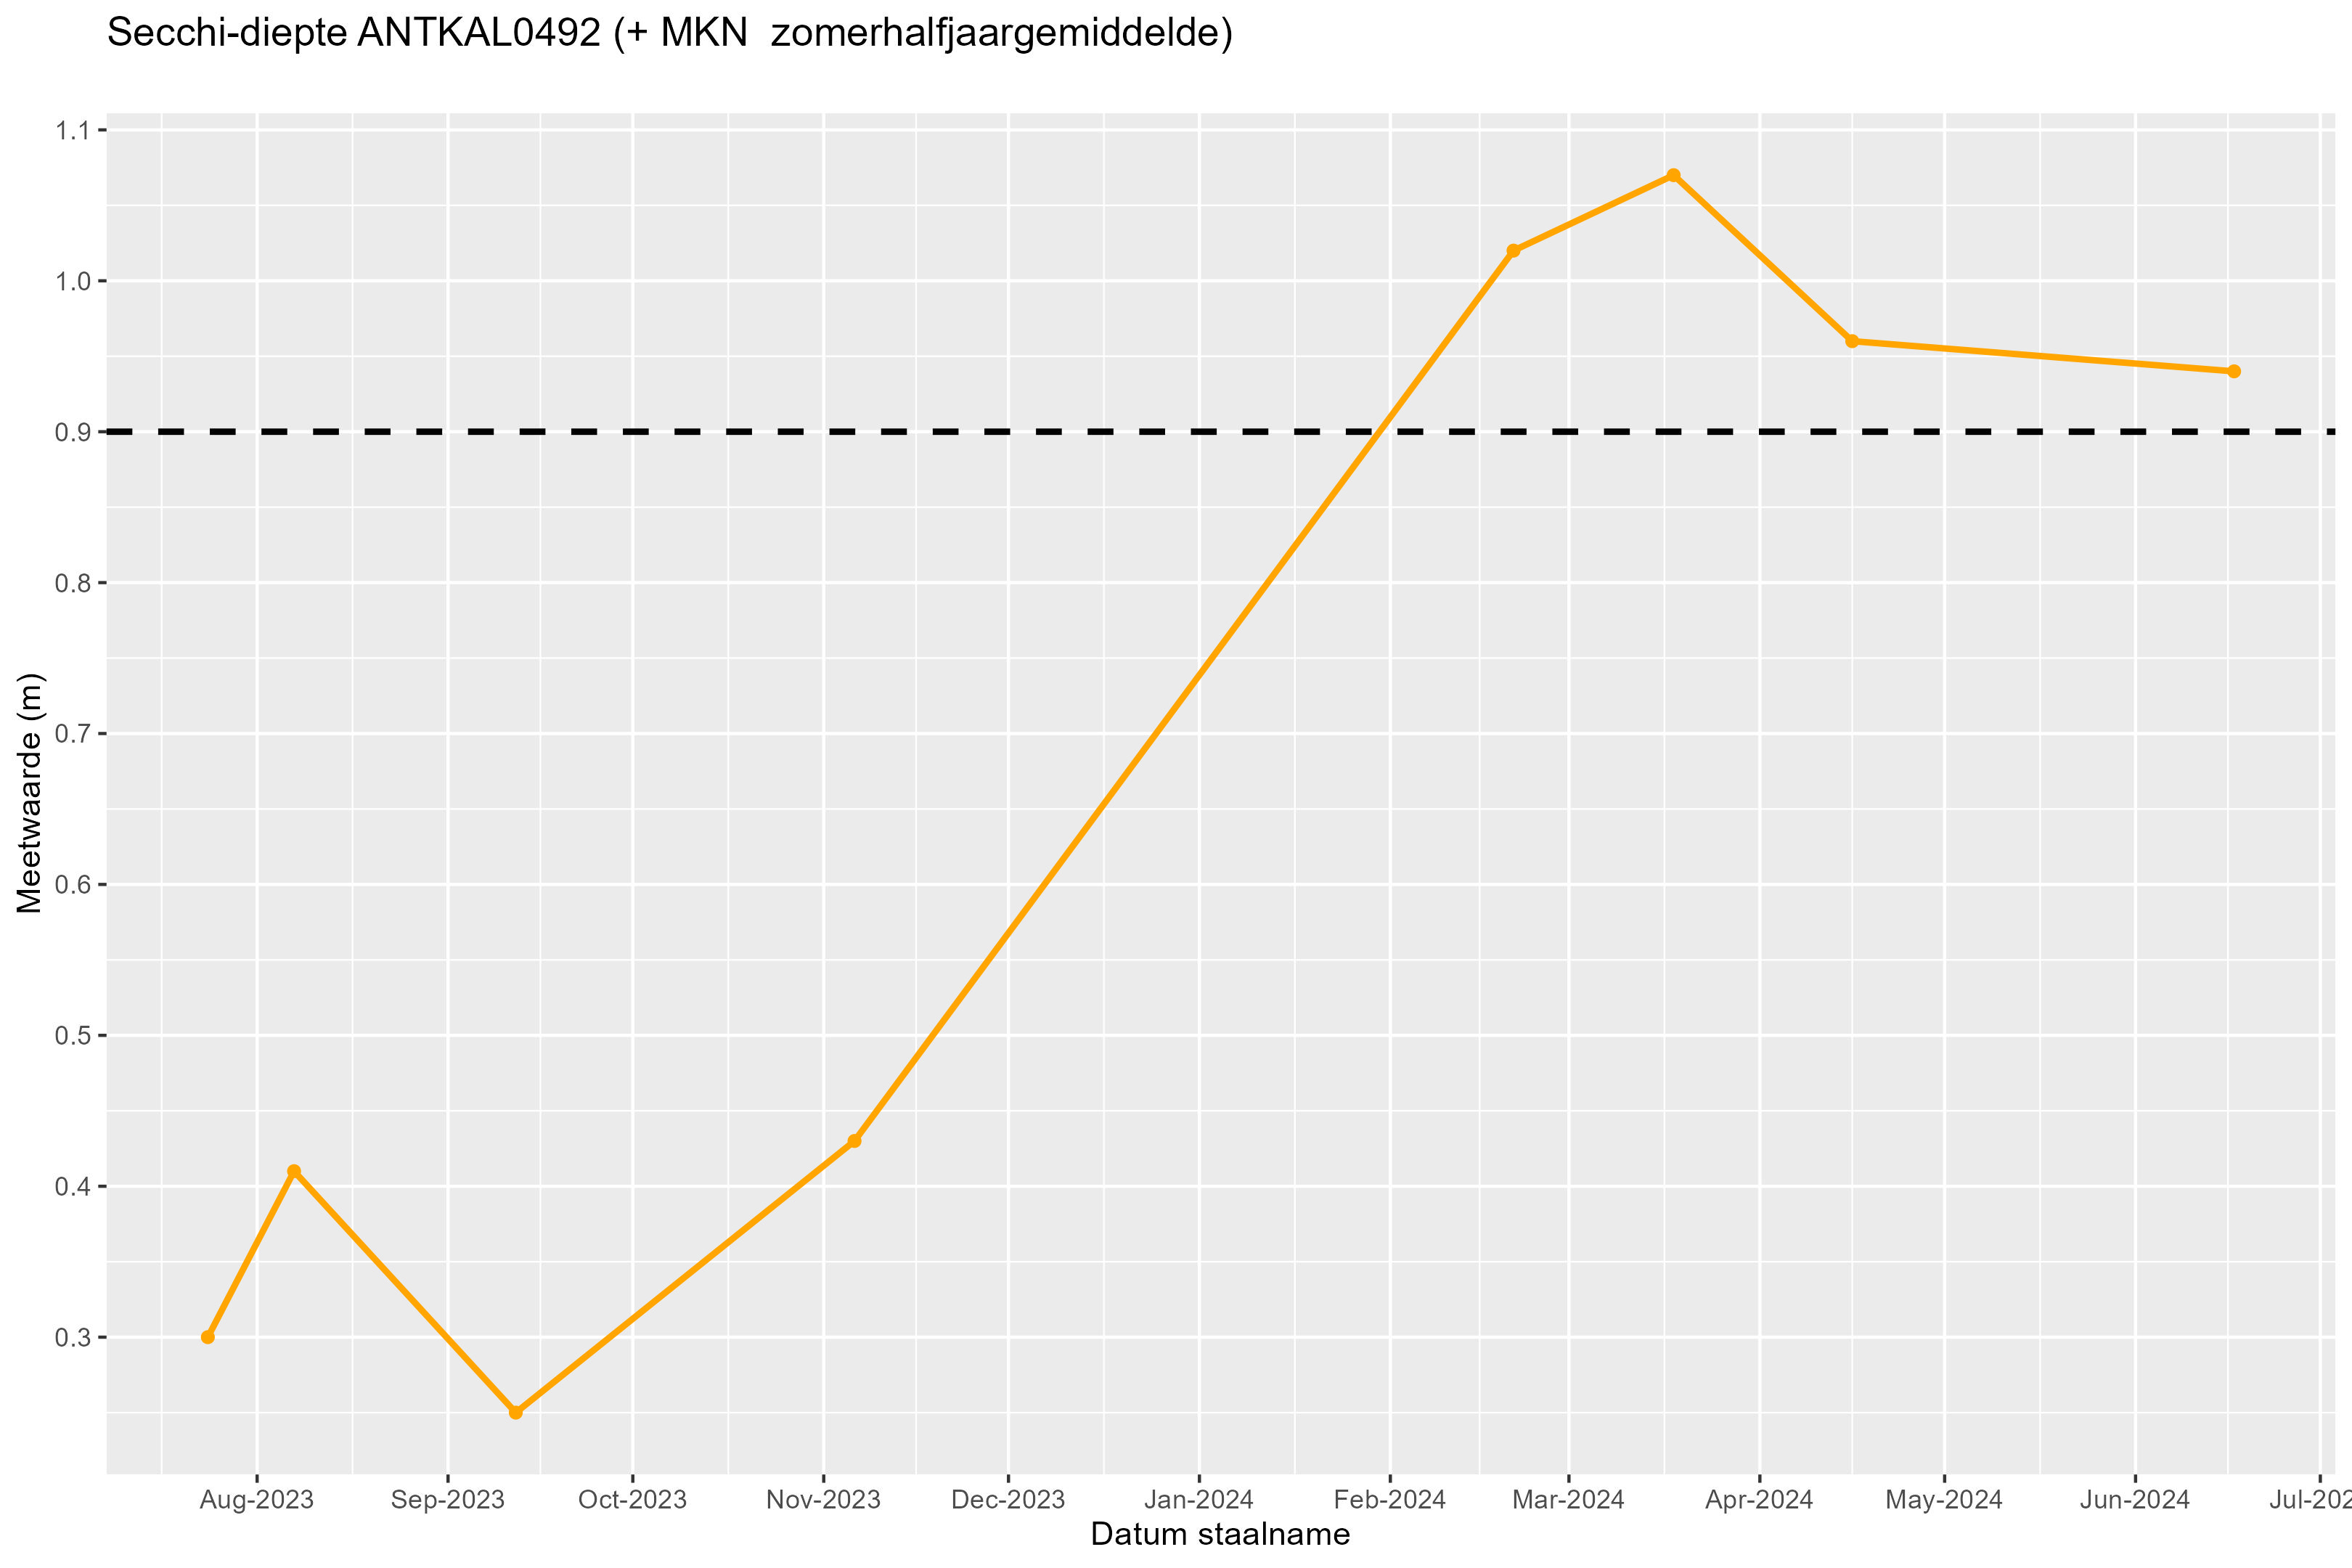 Secchi-diepte ANTKAL0492 (+ MKN  zomerhalfjaargemiddelde)
1.1
1.0
0.9
0.8
0.7
0.6
0.5
0.4
0.3
Meetwaarde (m)
Aug-2023 Sep-2023 Oct-2023 Nov-2023 Dec-2023 Jan-2024 Feb-2024 Mar-2024 Apr-2024 May-2024 Jun-2024 Jul-202
Datum staalname